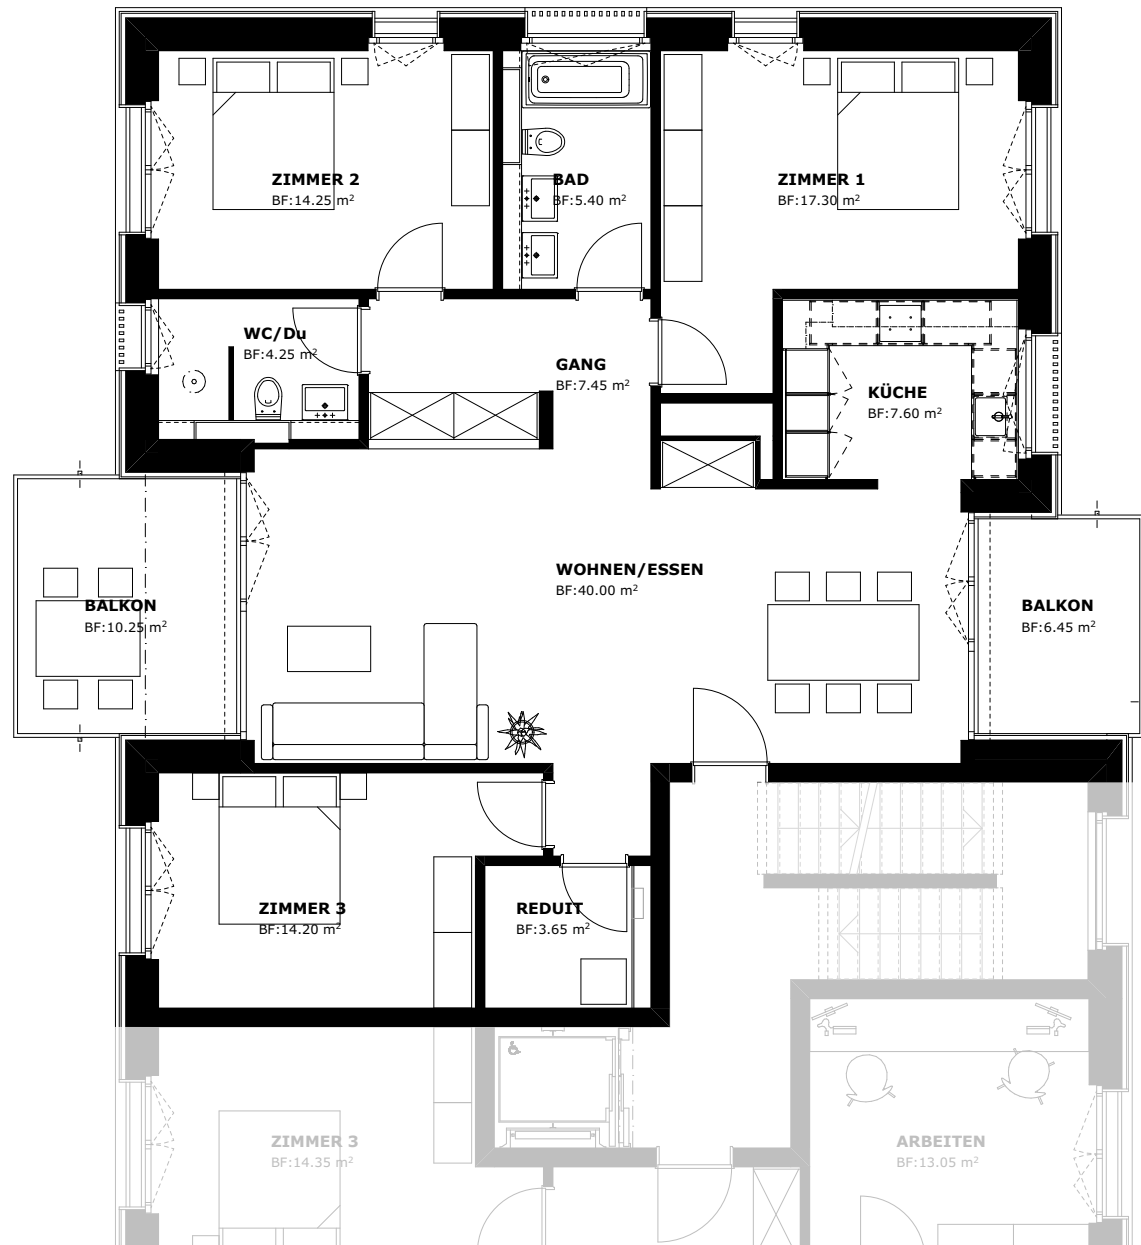 ZIMMER 2
BF:14.25 m²
BAD
BF:5.40 m²
ZIMMER 1
BF:17.30 m²
WC/Du
BF:4.25 m²
GANG
BF:7.45 m²
KÜCHE
BF:7.60 m²
WOHNEN/ESSEN
BF:40.00 m²
BALKON
BF:10.25 m²
BALKON
BF:6.45 m²
ZIMMER 3
BF:14.20 m²
REDUIT
BF:3.65 m²
ZIMMER 3
BF:14.35 m²
ARBEITEN
BF:13.05 m²